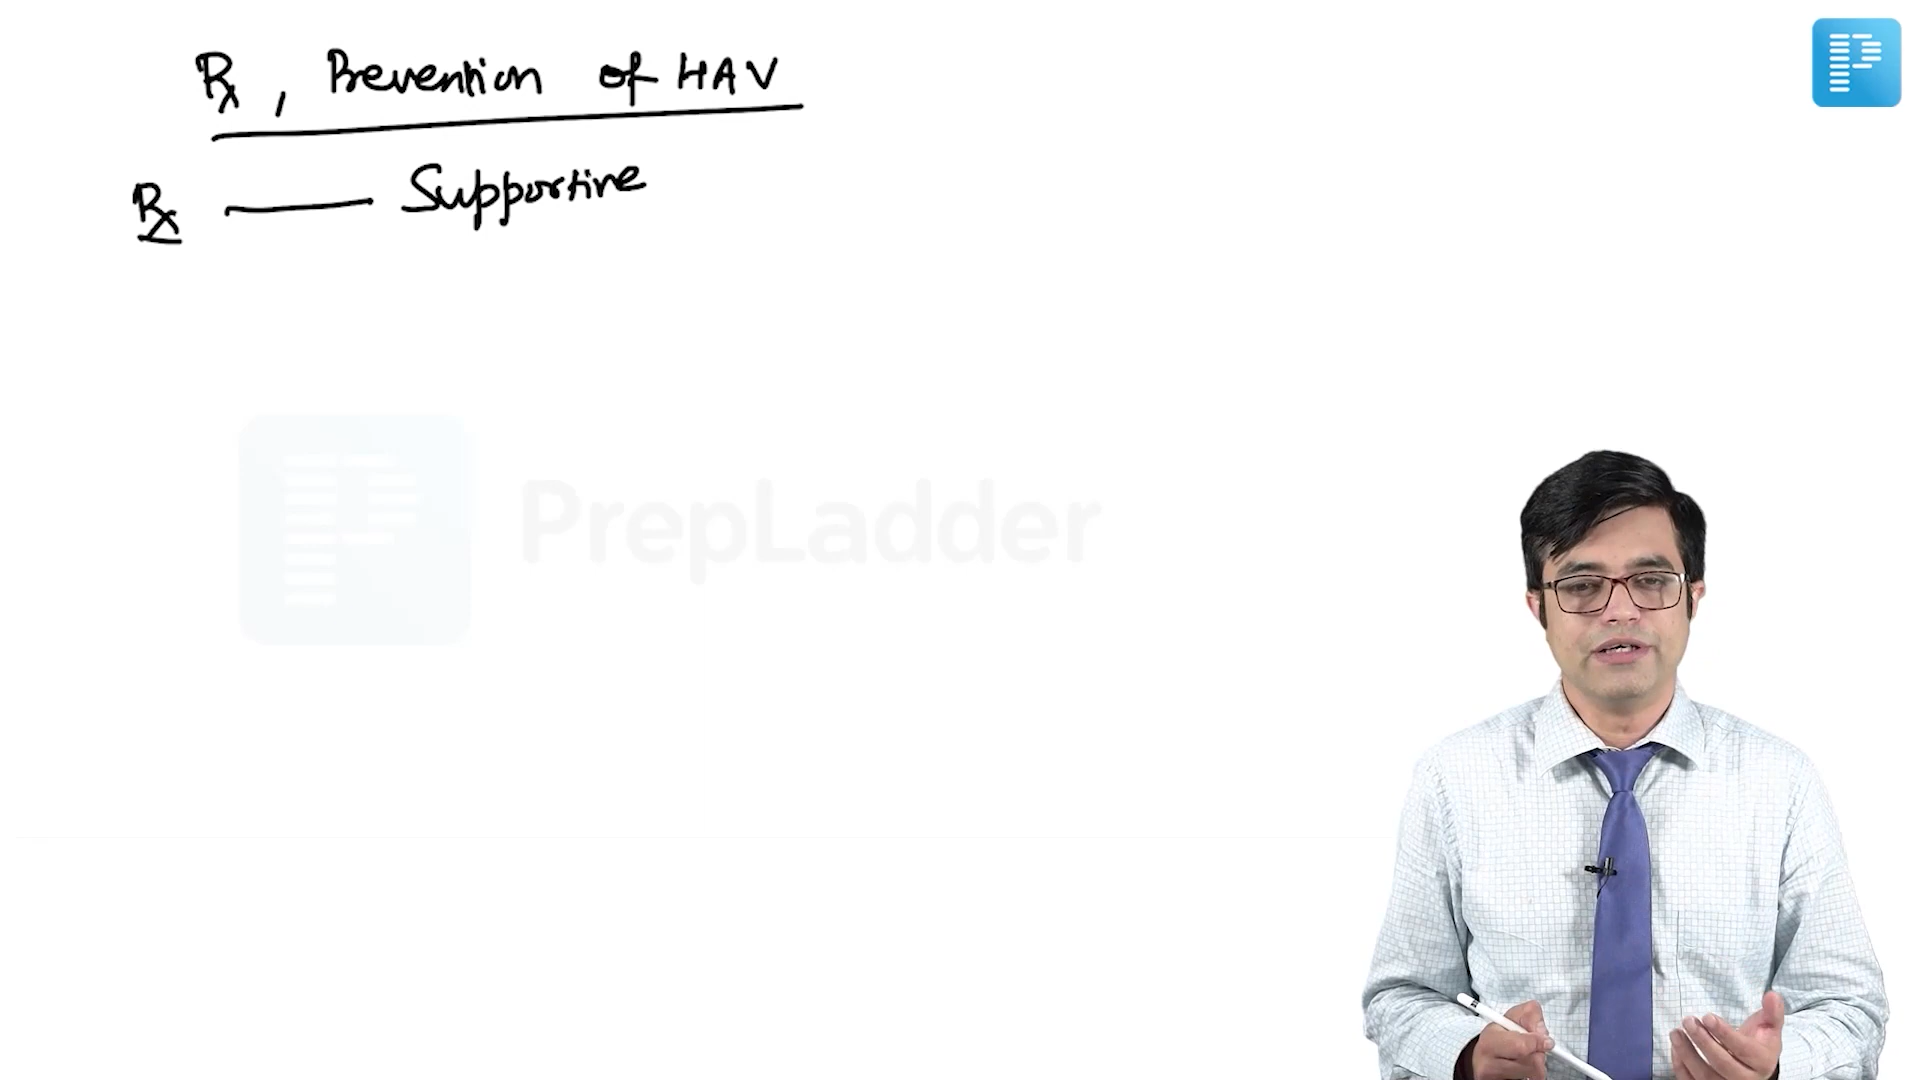 Rx, Prevention of HAV
Rx — Supportive
PrepLadder